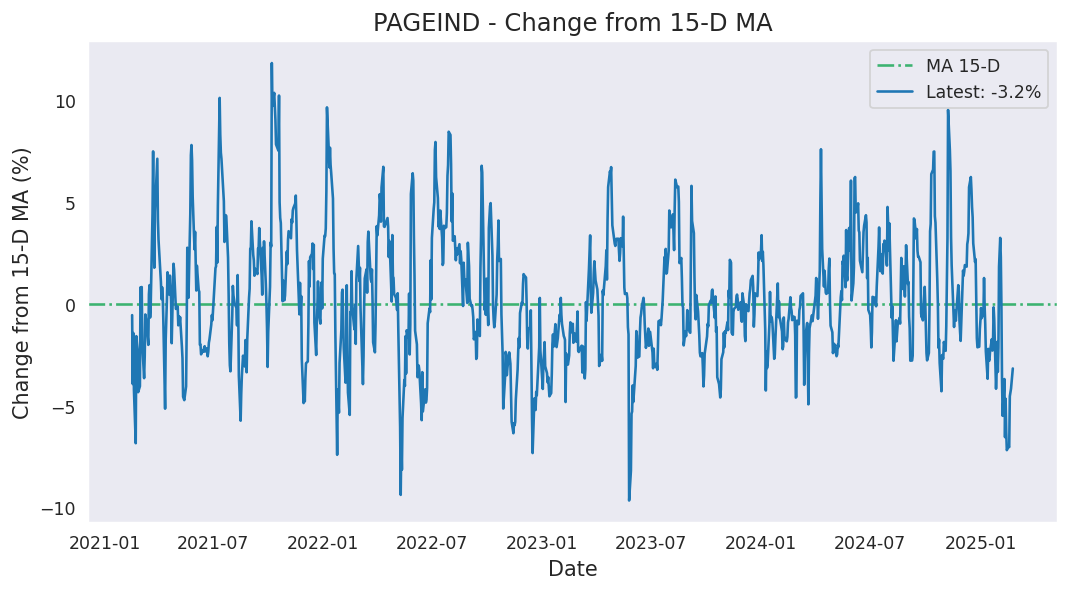 PAGEIND - Change from 15-D MA
MA 15-D
Latest: -3.2%
Change from 15-D MA (%)
10
5
0
−5
−10
2021-01
2021-07
2022-01
2022-07
2023-01
2023-07
2024-01
2024-07
2025-01
Date